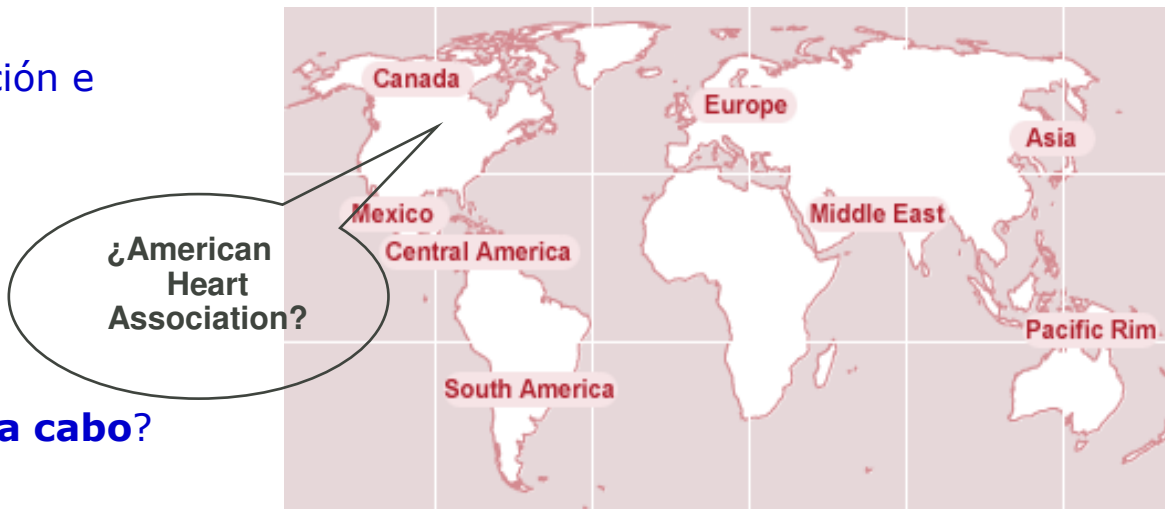 ción e
Canada
Europe
Asia
Mexico
Middle East
Central America
¿American
Heart
Association?
Pacific Rim
South America
a cabo?